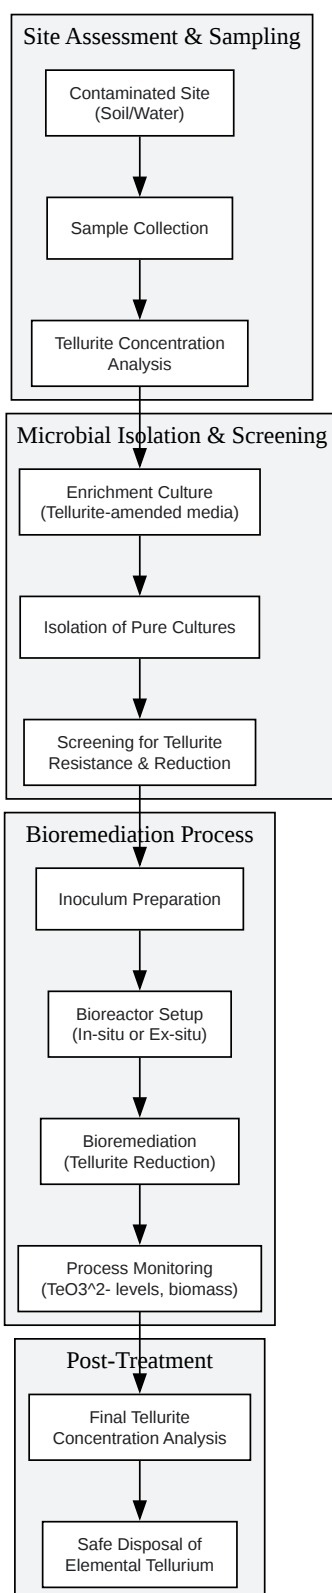 Site Assessment & Sampling
Contaminated Site
(Soil/Water)
Sample Collection
Tellurite Concentration
Analysis
Microbial Isolation & Screening
Enrichment Culture
(Tellurite-amended media)
Isolation of Pure Cultures
Screening for Tellurite
Resistance & Reduction
Bioremediation Process
Inoculum Preparation
Bioreactor Setup
(In-situ or Ex-situ)
Bioremediation
(Tellurite Reduction)
Process Monitoring
(TeO3^2- levels, biomass)
Post-Treatment
Final Tellurite
Concentration Analysis
Safe Disposal of
Elemental Tellurium